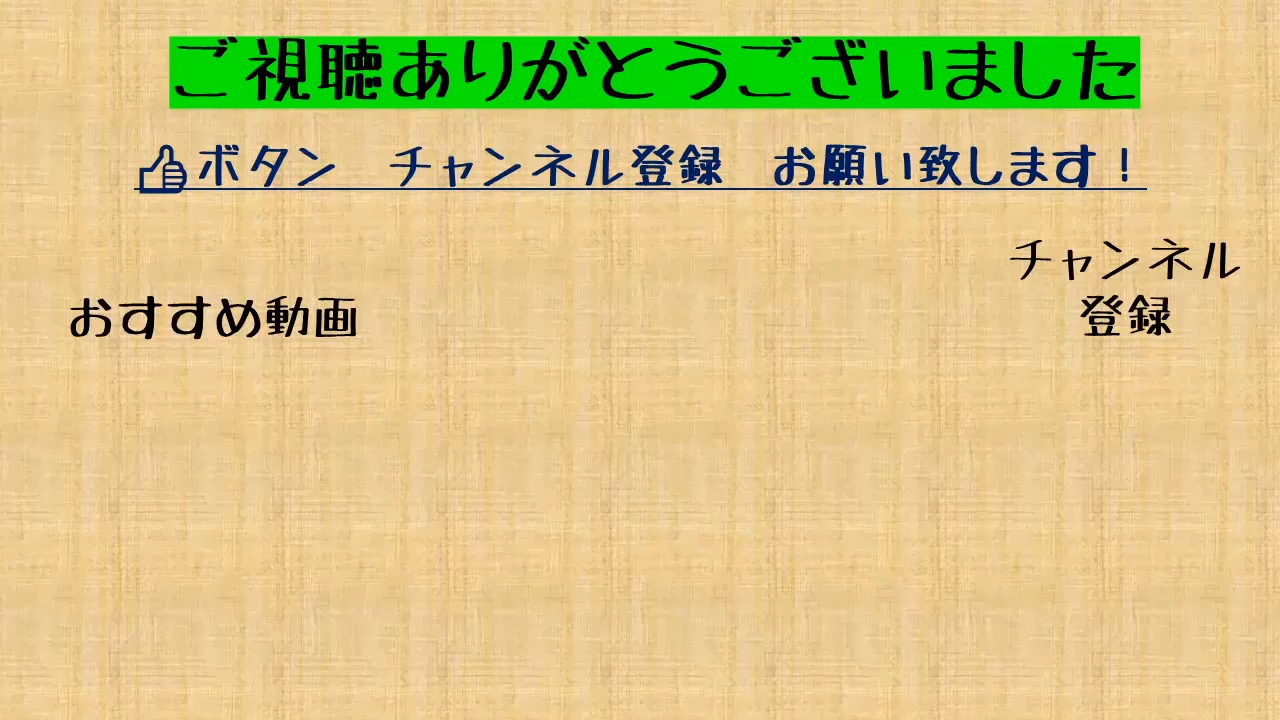 ご視聴ありがとうございました
👍ボタン　チャンネル登録　お願い致します！
チャンネル
登録
おすすめ動画